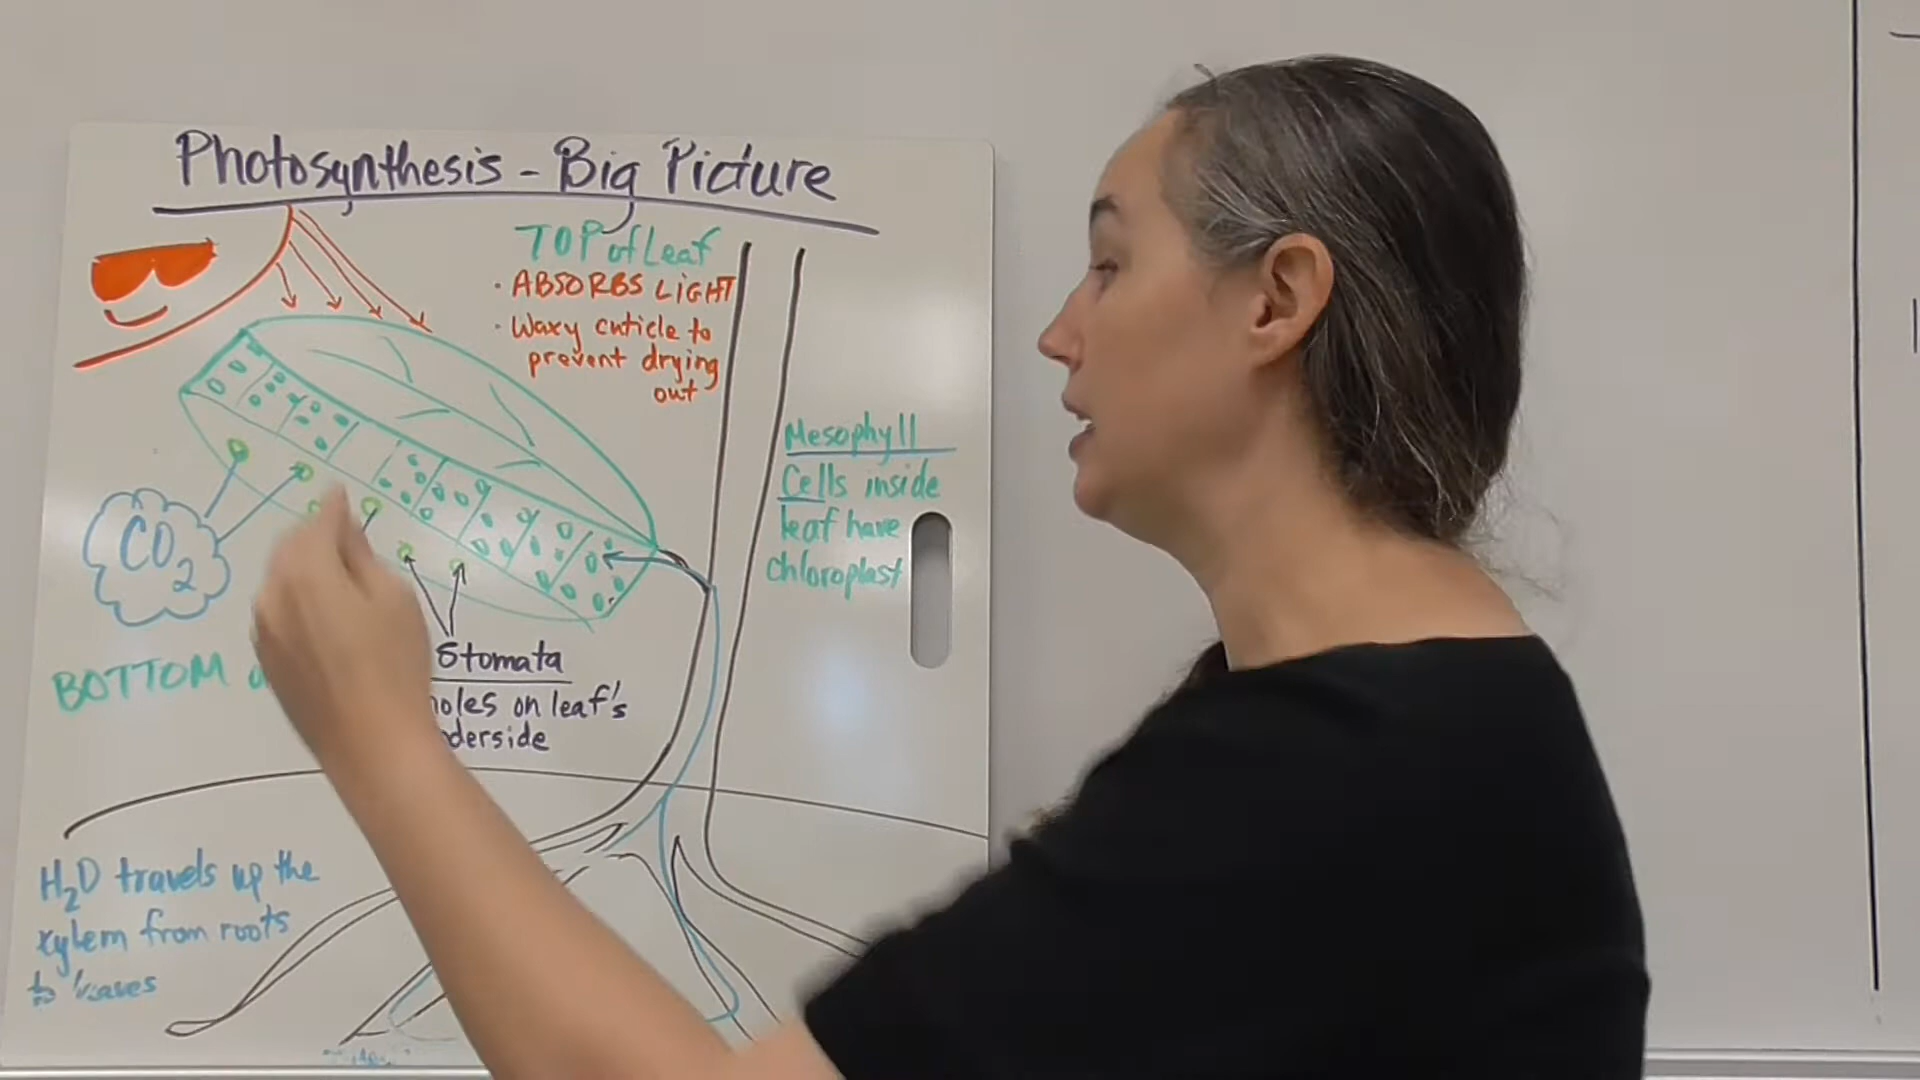 Photosynthesis - Big Picture
TOP of Leaf
· ABSORBS LIGHT
· Waxy cuticle to
prevent drying
out
Mesophyll
Cells inside
leaf have
chloroplast
CO2
BOTTOM
Stomata
holes on leaf's
H2O travels up the
xylem from roots
to leaves